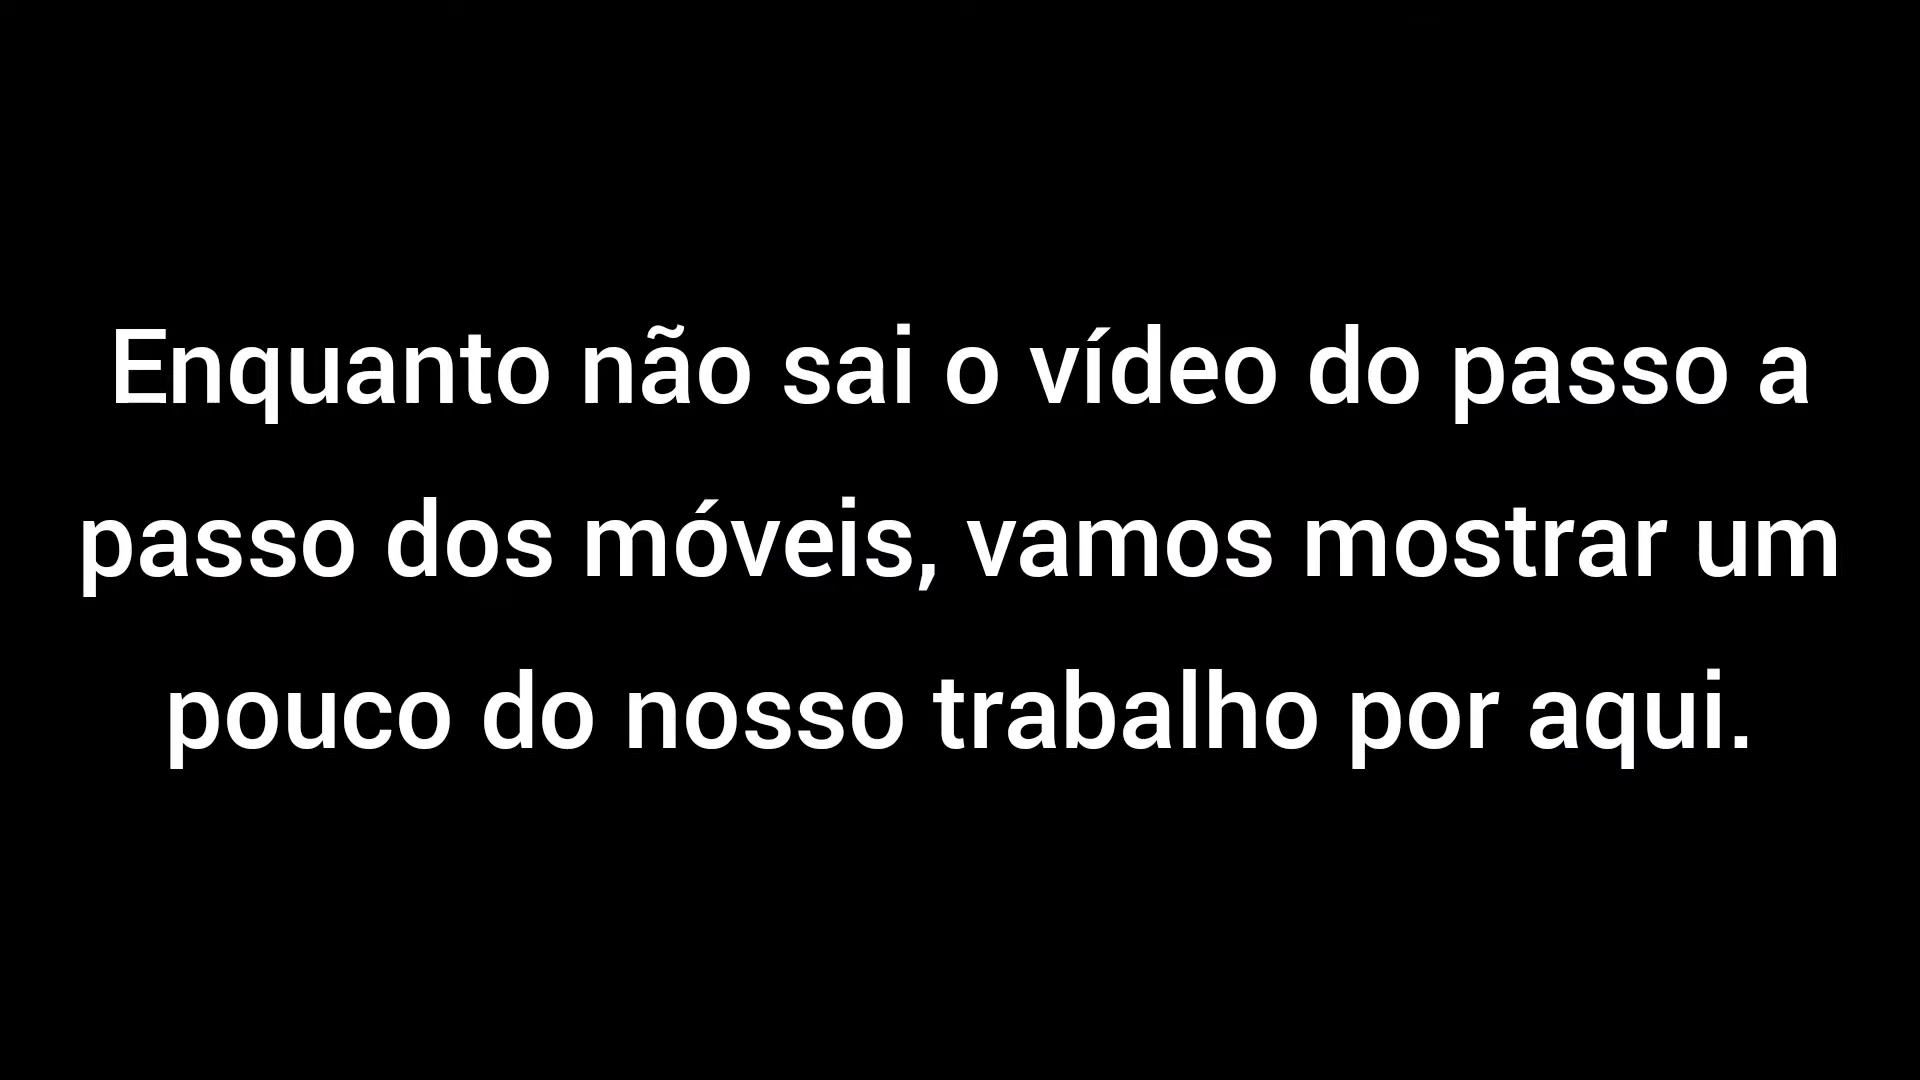 Enquanto não sai o vídeo do passo a
passo dos móveis, vamos mostrar um
pouco do nosso trabalho por aqui.